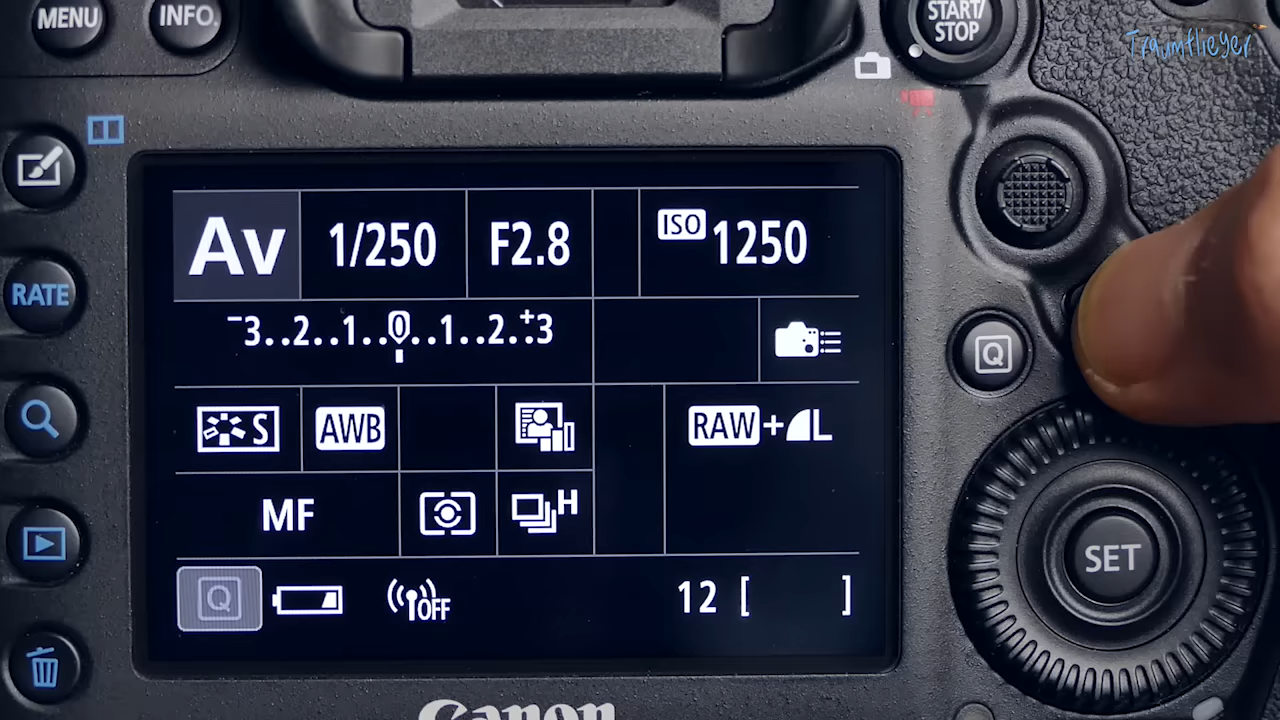 MENU
INFO.
START/
STOP
Traumflieger
RATE
Av
1/250
F2.8
ISO 1250
-3..2..1..0..1..2..+3
S
AWB
RAW+L
MF
H
Q
Q
SET
OFF
12 [ ]
Canon